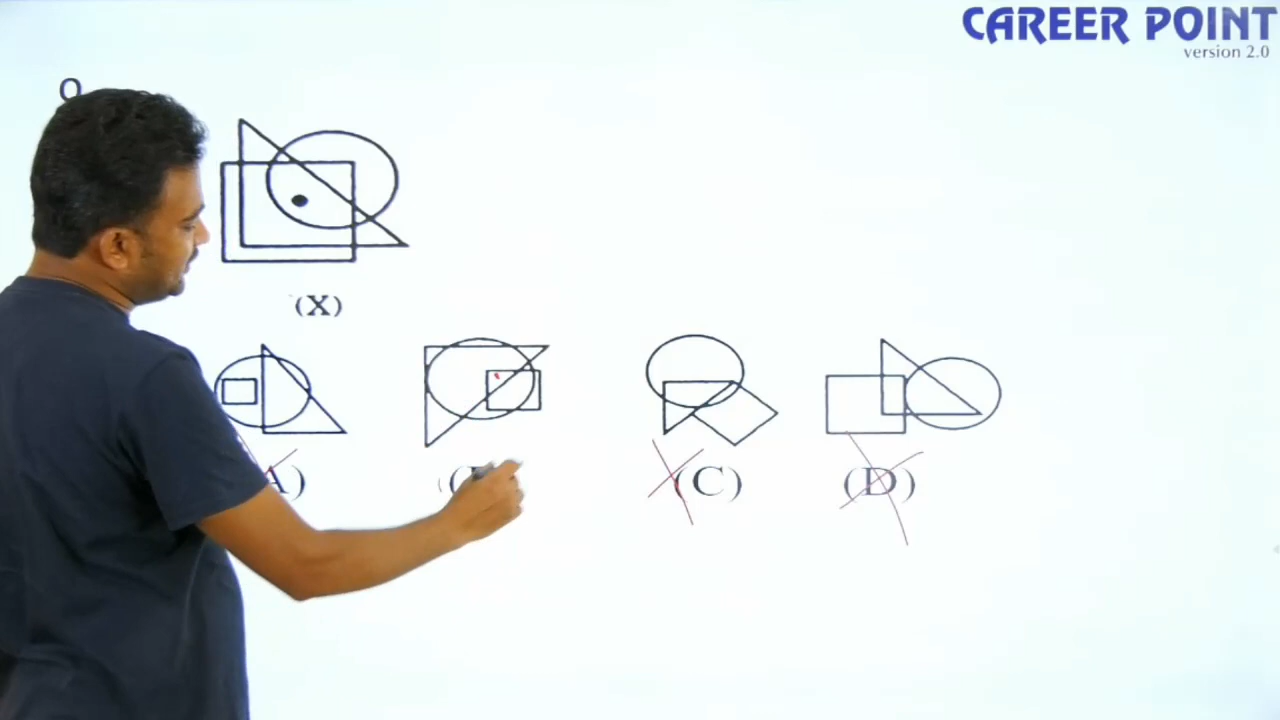 CAREER POINT
version 2.0
Q
(X)
A) (C) (D)